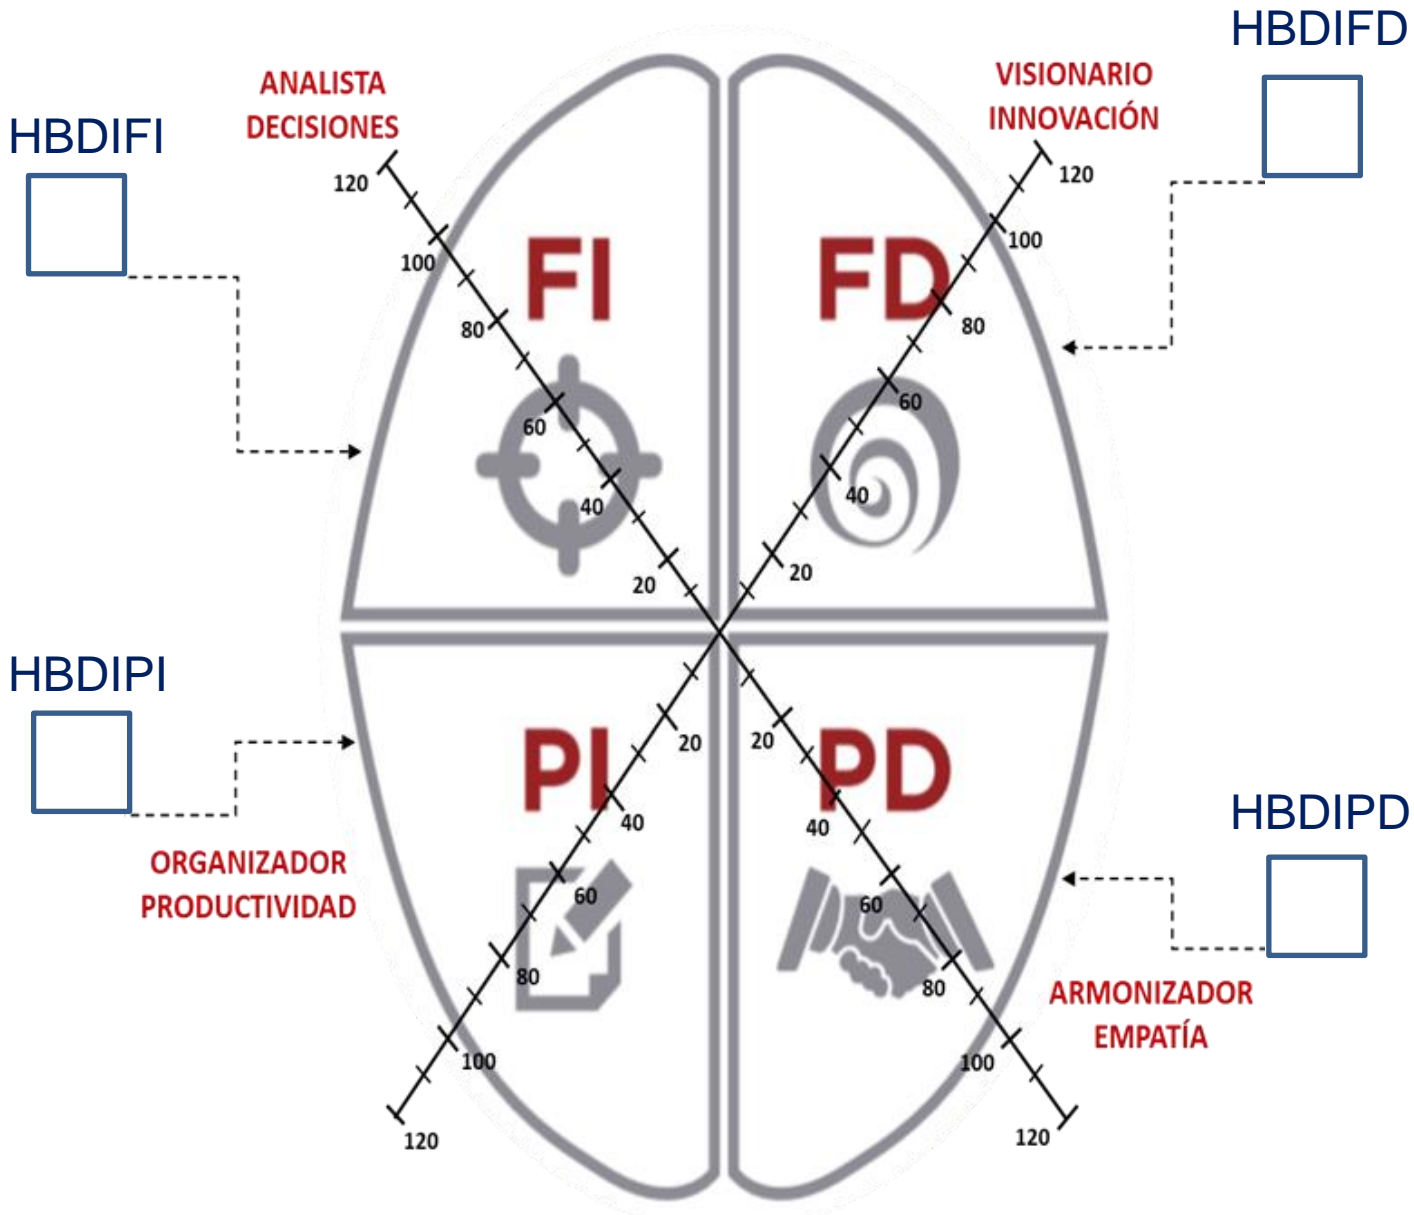 HBDIFD
ANALISTA
DECISIONES
VISIONARIO
INNOVACIÓN
HBDIFI
120
120
100
100
FI
FD
80
80
60
60
40
40
20
20
HBDIPI
20
20
PI
PD
40
40
HBDIPD
ORGANIZADOR
PRODUCTIVIDAD
60
60
80
80
ARMONIZADOR
EMPATÍA
100
100
120
120